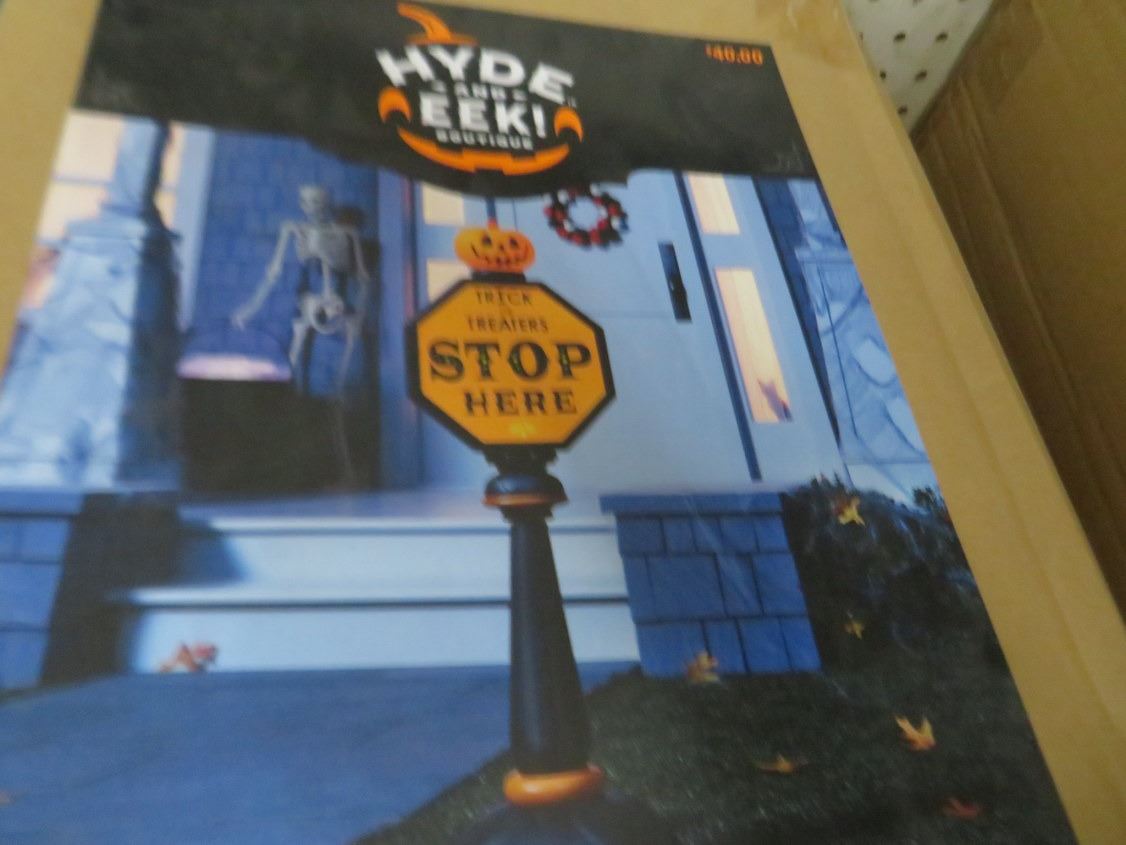 HYDE
AND
EEK!
BOUTIQUE
$40.00
TRICK
TREATERS
STOP
HERE